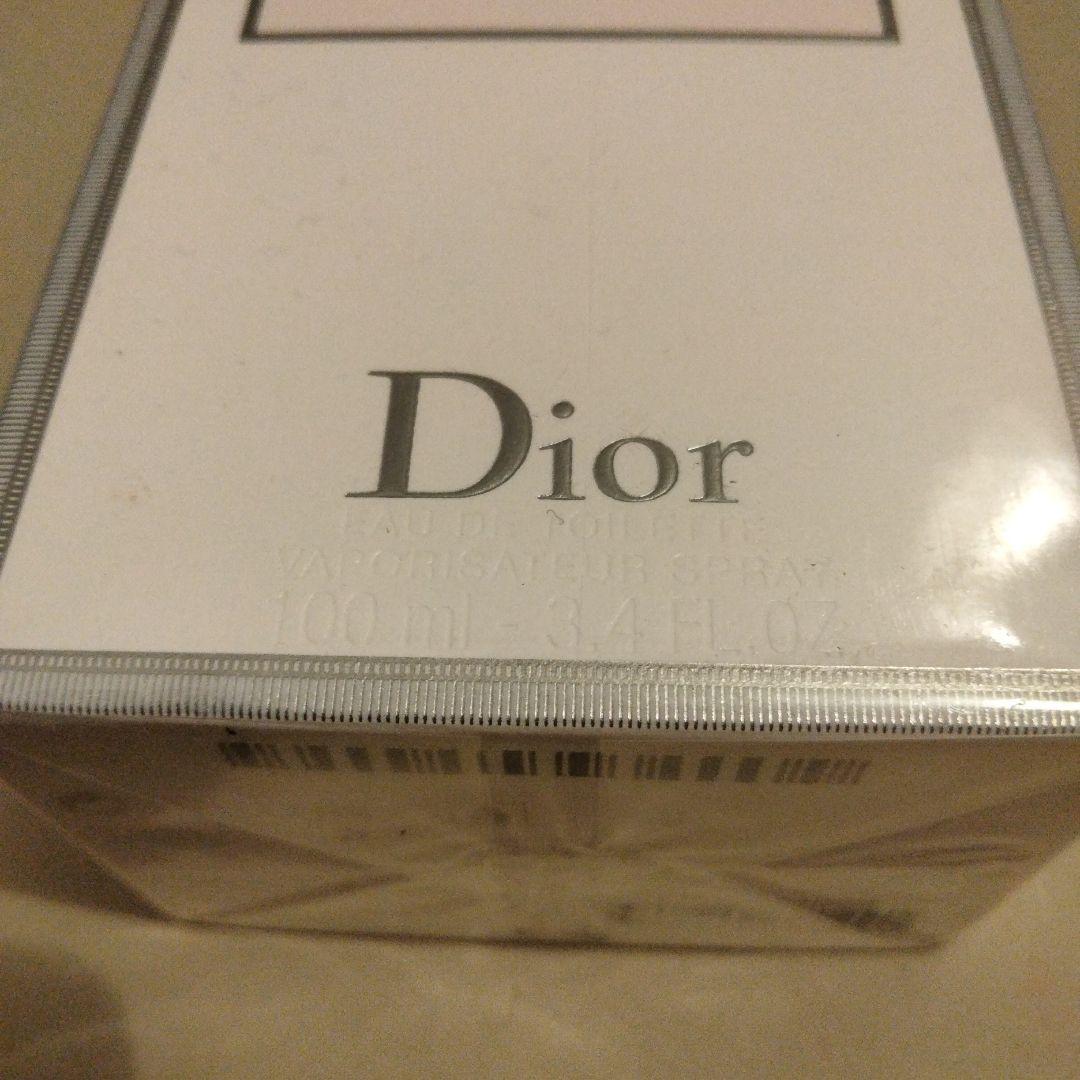 Dior
EAU DE TOILETTE
VAPORISATEUR SPRAY
100 ml - 3.4 FL.OZ.